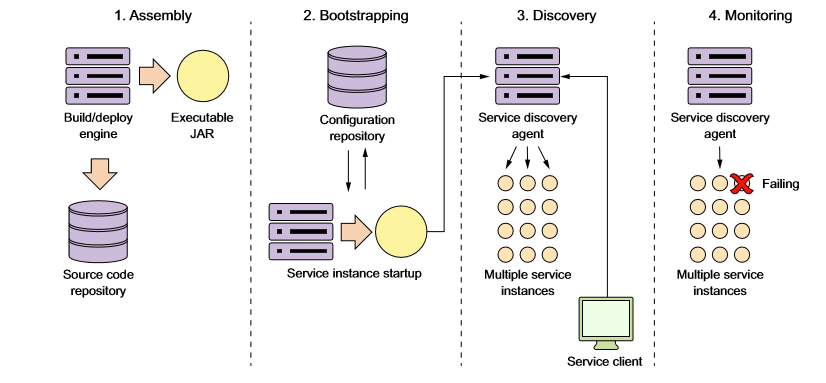 1. Assembly
2. Bootstrapping
3. Discovery
4. Monitoring
Build/deploy
engine
Executable
JAR
Source code
repository
Configuration
repository
Service instance startup
Service discovery
agent
Multiple service
instances
Service client
Service discovery
agent
Failing
Multiple service
instances